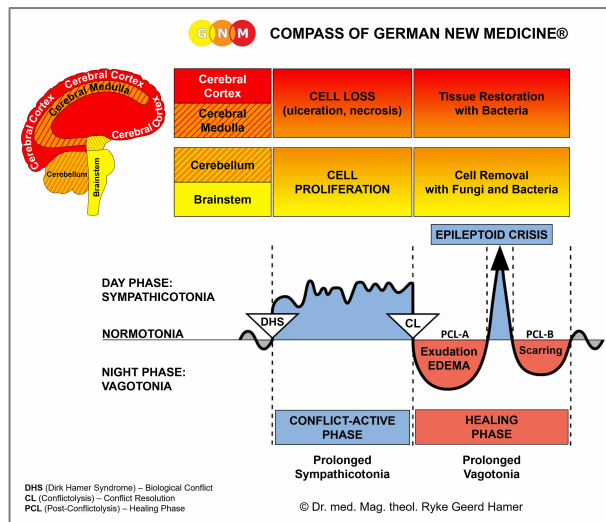 G N M
COMPASS OF GERMAN NEW MEDICINE®
Cerebral Cortex
Cerebral Medulla
Cerebral Cortex
Cerebral Cortex
Cerebellum
Brainstem
Cerebral
Cortex
Cerebral
Medulla
CELL LOSS
(ulceration, necrosis)
Tissue Restoration
with Bacteria
Cerebellum
Brainstem
CELL
PROLIFERATION
Cell Removal
with Fungi and Bacteria
EPILEPTOID CRISIS
DAY PHASE:
SYMPATHICOTONIA
DHS
CL
NORMOTONIA
PCL-A
PCL-B
Exudation
EDEMA
Scarring
NIGHT PHASE:
VAGOTONIA
CONFLICT-ACTIVE
PHASE
HEALING
PHASE
Prolonged
Sympathicotonia
Prolonged
Vagotonia
DHS (Dirk Hamer Syndrome) – Biological Conflict
CL (Conflictolysis) – Conflict Resolution
PCL (Post-Conflictolysis) – Healing Phase
© Dr. med. Mag. theol. Ryke Geerd Hamer